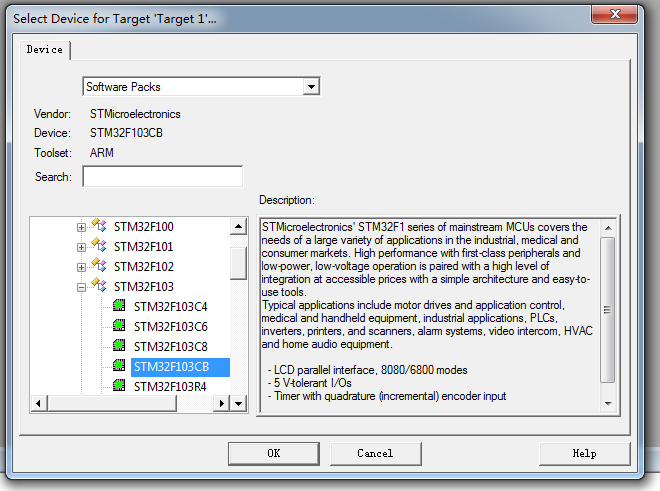 Select Device for Target 'Target 1'...
Device
Software Packs
Vendor: STMicroelectronics
Device: STM32F103CB
Toolset: ARM
Search:
Description:
STM32F100
STM32F101
STM32F102
STM32F103
STM32F103C4
STM32F103C6
STM32F103C8
STM32F103CB
STM32F103R4
STMicroelectronics' STM32F1 series of mainstream MCUs covers the
needs of a large variety of applications in the industrial, medical and
consumer markets. High performance with first-class peripherals and
low-power, low-voltage operation is paired with a high level of
integration at accessible prices with a simple architecture and easy-to-
use tools.
Typical applications include motor drives and application control,
medical and handheld equipment, industrial applications, PLCs,
inverters, printers, and scanners, alarm systems, video intercom, HVAC
and home audio equipment.
- LCD parallel interface, 8080/6800 modes
- 5 V-tolerant I/Os
- Timer with quadrature (incremental) encoder input
OK
Cancel
Help